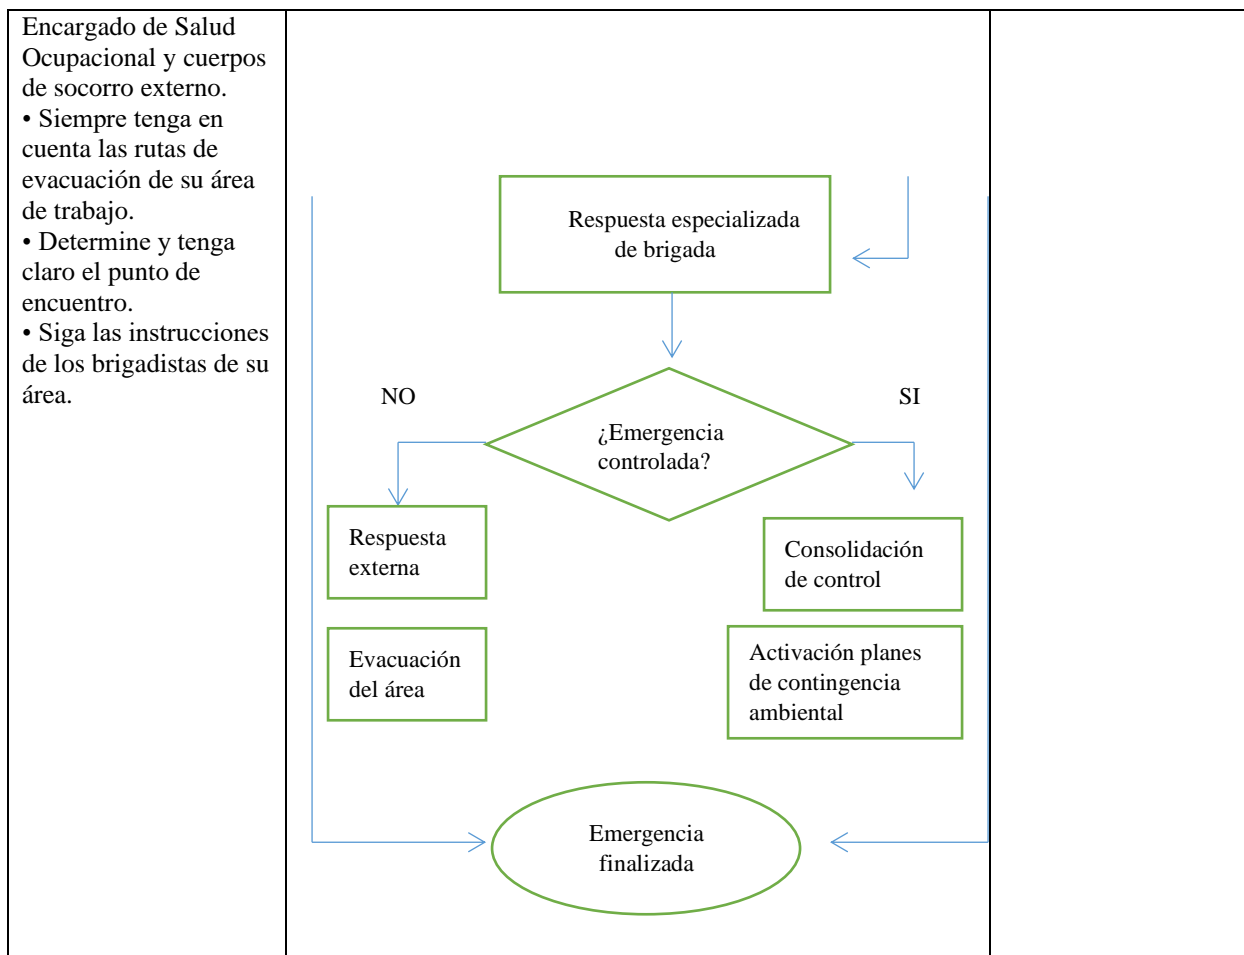 Encargado de Salud
Ocupacional y cuerpos
de socorro externo.
• Siempre tenga en
cuenta las rutas de
evacuación de su área
de trabajo.
• Determine y tenga
claro el punto de
encuentro.
• Siga las instrucciones
de los brigadistas de su
área.
Respuesta especializada
de brigada
NO
SI
¿Emergencia
controlada?
Respuesta
externa
Consolidación
de control
Evacuación
del área
Activación planes
de contingencia
ambiental
Emergencia
finalizada